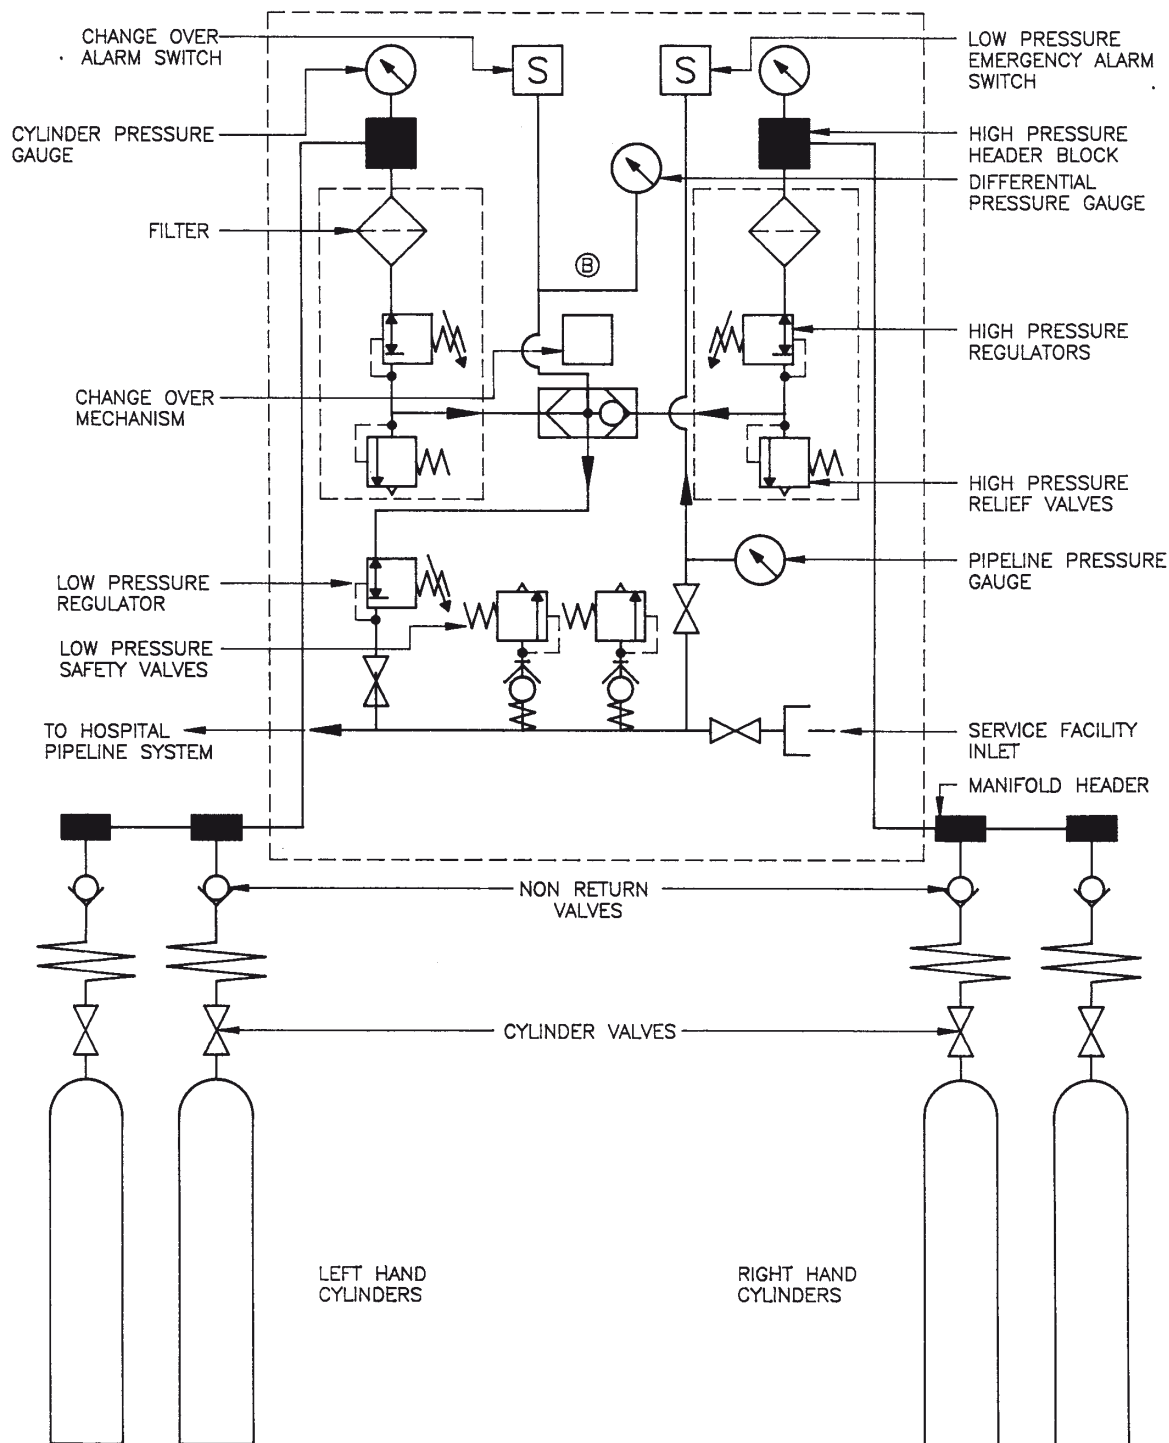 CHANGE OVER
ALARM SWITCH
S
S
LOW PRESSURE
EMERGENCY ALARM
SWITCH
CYLINDER PRESSURE
GAUGE
HIGH PRESSURE
HEADER BLOCK
DIFFERENTIAL
PRESSURE GAUGE
FILTER
B
HIGH PRESSURE
REGULATORS
CHANGE OVER
MECHANISM
HIGH PRESSURE
RELIEF VALVES
PIPELINE PRESSURE
GAUGE
LOW PRESSURE
REGULATOR
LOW PRESSURE
SAFETY VALVES
TO HOSPITAL
PIPELINE SYSTEM
SERVICE FACILITY
INLET
MANIFOLD HEADER
NON RETURN
VALVES
CYLINDER VALVES
LEFT HAND
CYLINDERS
RIGHT HAND
CYLINDERS